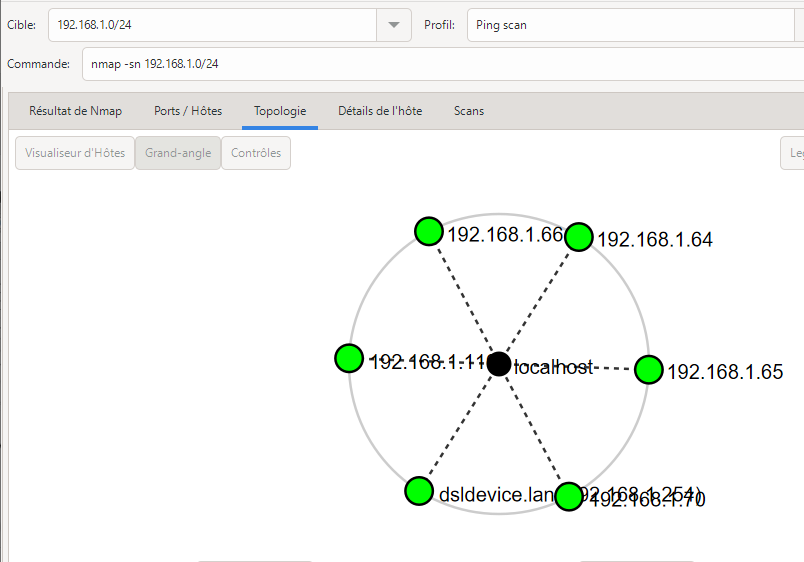 Cible: 192.168.1.0/24 Profil: Ping scan
Commande: nmap -sn 192.168.1.0/24
Résultat de Nmap Ports / Hôtes Topologie Détails de l'hôte Scans
Visualiseur d'Hôtes Grand-angle Contrôles
192.168.1.66
192.168.1.64
localhost
192.168.1.65
dsldevice.lan
192.168.1.70